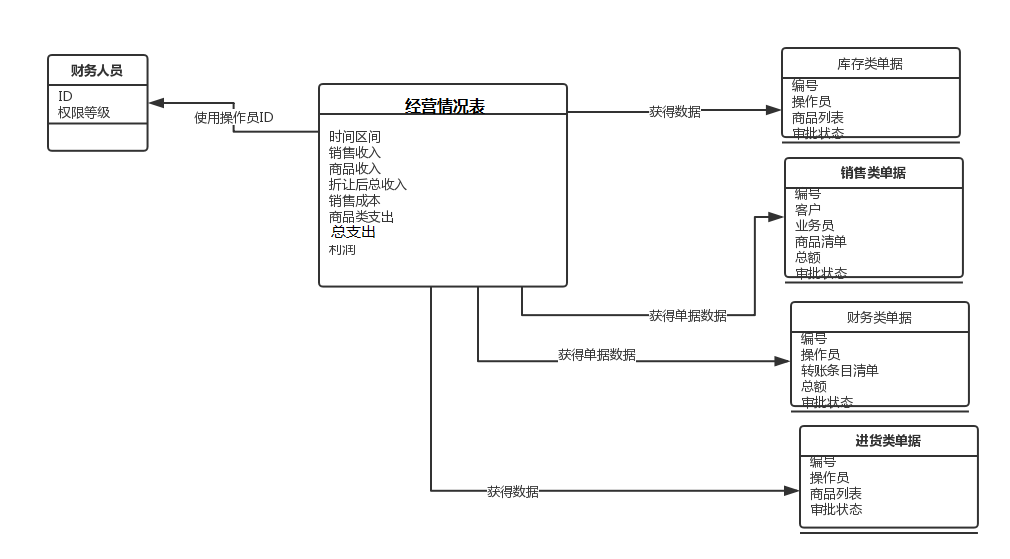 财务人员
ID
权限等级
使用操作员ID
经营情况表
时间区间
销售收入
商品收入
折让后总收入
销售成本
商品类支出
总支出
利润
获得数据
库存类单据
编号
操作员
商品列表
审批状态
销售类单据
编号
客户
业务员
商品清单
总额
审批状态
获得单据数据
财务类单据
编号
操作员
转账条目清单
总额
审批状态
获得单据数据
进货类单据
编号
操作员
商品列表
审批状态
获得数据